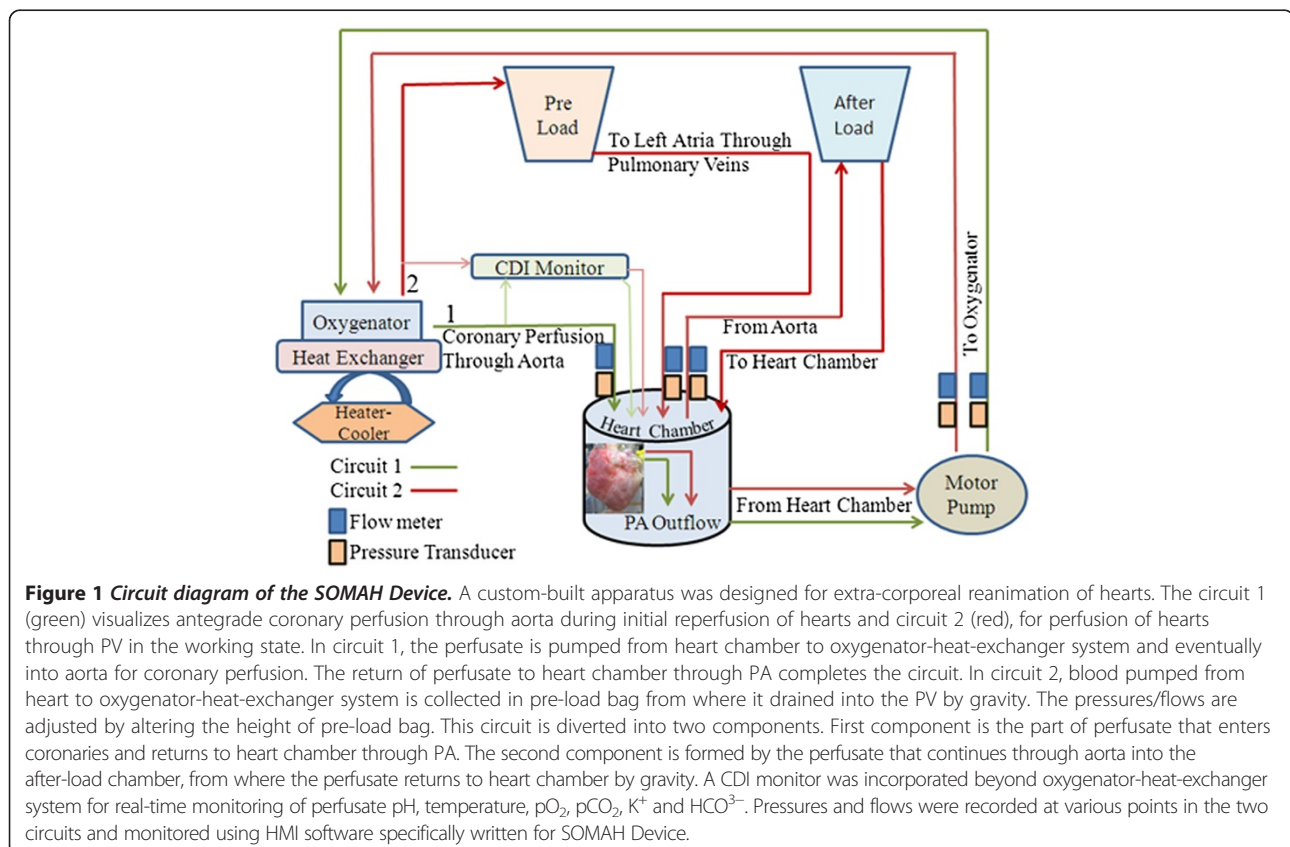 Pre
Load
After
Load
To Left Atria Through
Pulmonary Veins
To Oxygenator
CDI Monitor
2
1
Oxygenator
Coronary Perfusion
Through Aorta
Heat Exchanger
From Aorta
To Heart Chamber
Heater-
Cooler
Heart Chamber
Circuit 1
Circuit 2
Flow meter
Pressure Transducer
PA Outflow
From Heart Chamber
Motor
Pump
Figure 1 Circuit diagram of the SOMAH Device. A custom-built apparatus was designed for extra-corporeal reanimation of hearts. The circuit 1
(green) visualizes antegrade coronary perfusion through aorta during initial reperfusion of hearts and circuit 2 (red), for perfusion of hearts
through PV in the working state. In circuit 1, the perfusate is pumped from heart chamber to oxygenator-heat-exchanger system and eventually
into aorta for coronary perfusion. The return of perfusate to heart chamber through PA completes the circuit. In circuit 2, blood pumped from
heart to oxygenator-heat-exchanger system is collected in pre-load bag from where it drained into the PV by gravity. The pressures/flows are
adjusted by altering the height of pre-load bag. This circuit is diverted into two components. First component is the part of perfusate that enters
coronaries and returns to heart chamber through PA. The second component is formed by the perfusate that continues through aorta into the
after-load chamber, from where the perfusate returns to heart chamber by gravity. A CDI monitor was incorporated beyond oxygenator-heat-exchanger
system for real-time monitoring of perfusate pH, temperature, pO₂, pCO₂, K⁺ and HCO³⁻. Pressures and flows were recorded at various points in the two
circuits and monitored using HMI software specifically written for SOMAH Device.